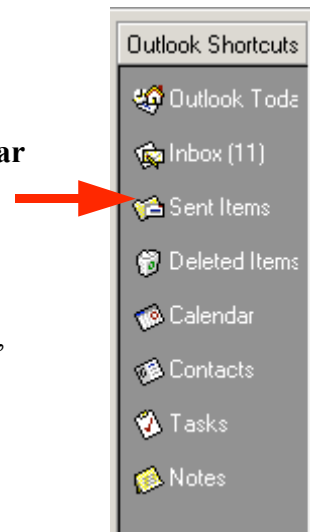 Outlook Shortcuts
Outlook Toda
ar
Inbox (11)
Sent Items
Deleted Items
Calendar
,
Contacts
Tasks
Notes